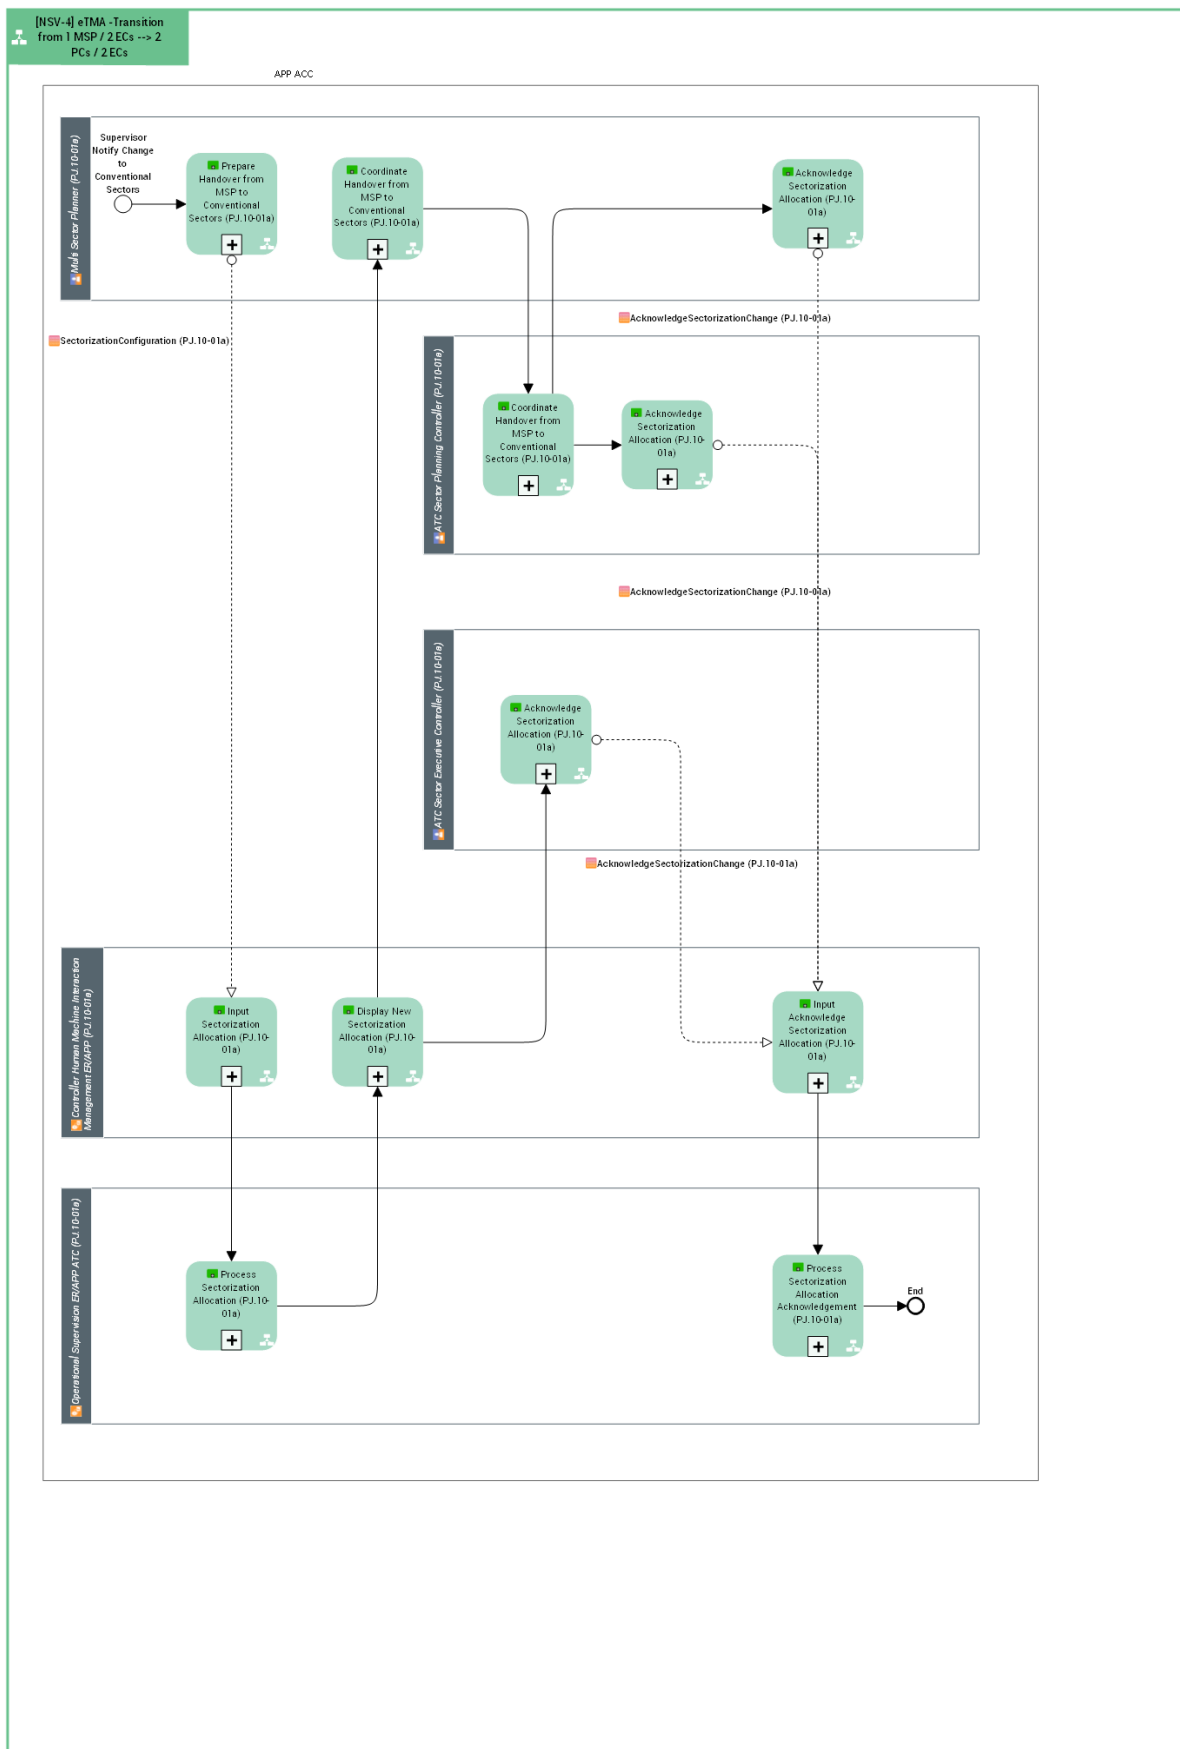 [NSV-4] eTMA -Transition
from 1 MSP / 2 ECs --> 2
PCs / 2 ECs
APP ACC
Multi Sector Planner (PJ.10-01a)
Supervisor
Notify Change
to
Conventional
Sectors
Prepare
Handover from
MSP to
Conventional
Sectors (PJ.10-01a)
Coordinate
Handover from
MSP to
Conventional
Sectors (PJ.10-01a)
Acknowledge
Sectorization
Allocation (PJ.10-
01a)
AcknowledgeSectorizationChange (PJ.10-01a)
SectorizationConfiguration (PJ.10-01a)
ATC Sector Planning Controller (PJ.10-01a)
Coordinate
Handover from
MSP to
Conventional
Sectors (PJ.10-01a)
Acknowledge
Sectorization
Allocation (PJ.10-
01a)
AcknowledgeSectorizationChange (PJ.10-01a)
ATC Sector Executive Controller (PJ.10-01a)
Acknowledge
Sectorization
Allocation (PJ.10-
01a)
AcknowledgeSectorizationChange (PJ.10-01a)
Controller Human Machine Interaction
Management ER/APP (PJ.10-01a)
Input
Sectorization
Allocation (PJ.10-
01a)
Display New
Sectorization
Allocation (PJ.10-
01a)
Input
Acknowledge
Sectorization
Allocation (PJ.10-
01a)
Operational Supervision ER/APP ATC (PJ.10-01a)
Process
Sectorization
Allocation (PJ.10-
01a)
Process
Sectorization
Allocation
Acknowledgement
(PJ.10-01a)
End